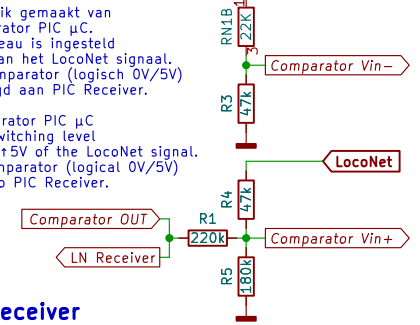 ik gemaakt van
rator PIC µC.
eau is ingesteld
an het LocoNet signaal.
mparator (logisch 0V/5V)
gd aan PIC Receiver.
rator PIC µC
witching level
↑5V of the LocoNet signal.
mparator (logical 0V/5V)
o PIC Receiver.
RN1B
22K
3
Comparator Vin-
R3
47k
LocoNet
R4
47k
Comparator OUT
R1
220k
LN Receiver
Comparator Vin+
R5
180k
eceiver